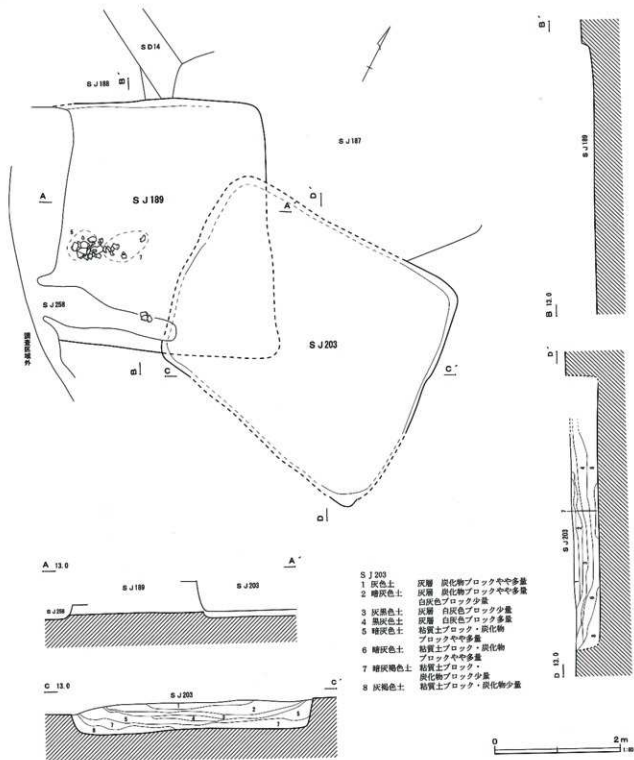 SD14
SJ188
B´
B´
SJ187
A
SJ189
D´
A´
SJ189
SJ258
B 13.0
SJ203
B
C
C´
D´
D
A 13.0
A´
SJ189
SJ203
SJ258
SJ203
C 13.0
C´
SJ203
D 13.0
SJ203
1 灰色土 灰層 炭化物ブロックやや多量
2 暗灰色土 灰層 炭化物ブロックやや多量
白灰色ブロック少量
3 灰黒色土 灰層 白灰色ブロック少量
4 黒灰色土 灰層 白灰色ブロック多量
5 暗灰色土 粘質土ブロック・炭化物
ブロックやや多量
6 暗灰色土 粘質土ブロック・炭化物
ブロックやや多量
7 暗灰褐色土 粘質土ブロック・
炭化物ブロック少量
8 灰褐色土 粘質土ブロック・炭化物少量
0 2m